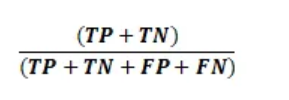 (TP + TN)
(TP + TN + FP + FN)